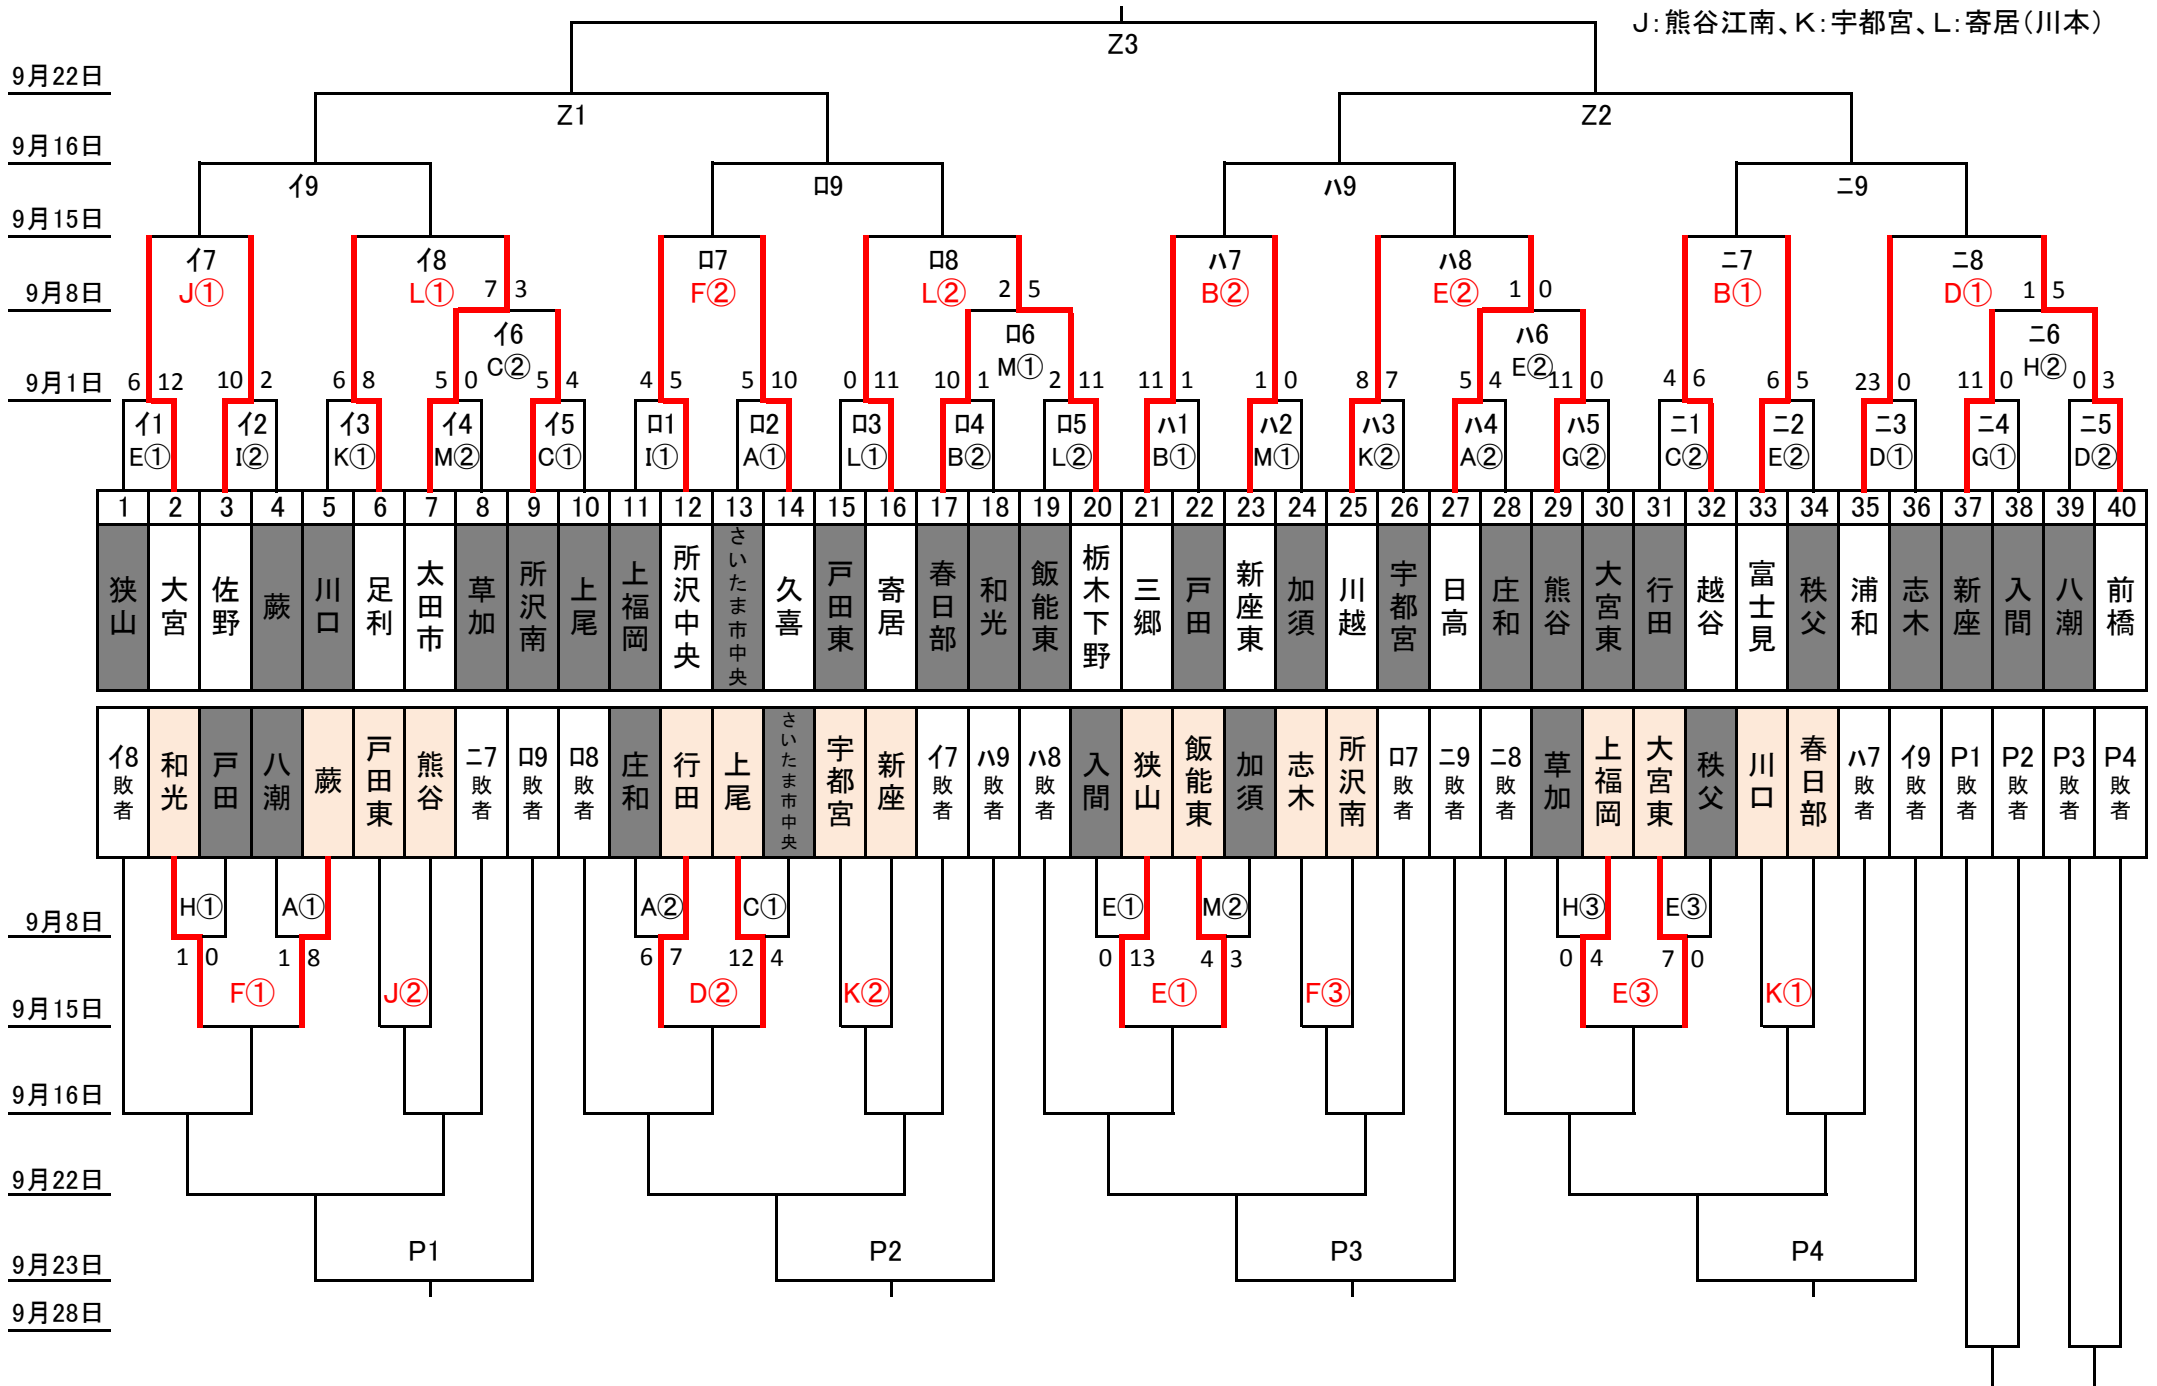 J：熊谷江南、K：宇都宮、L：寄居（川本）
Z3
9月22日
Z1 Z2
9月16日
イ9 ロ9 ハ9 ニ9
9月15日
イ7 イ8 ロ7 ロ8 ハ7 ハ8 ニ7 ニ8
J① L① 7 3 F② L② 2 5 B② E② 1 0 B① D① 1 5
9月8日
イ6 ロ6 ハ6 ニ6
C② M① E② H②
9月1日 6 12 10 2 6 8 5 0 5 4 4 5 5 10 0 11 10 1 2 11 11 1 1 0 8 7 5 4 11 0 4 6 6 5 23 0 11 0 0 3
イ1 イ2 イ3 イ4 イ5 ロ1 ロ2 ロ3 ロ4 ロ5 ハ1 ハ2 ハ3 ハ4 ハ5 ニ1 ニ2 ニ3 ニ4 ニ5
E① I② K① M② C① I① A① L① B② L② B① M① K② A② G② C② E② D① G① D②
1 2 3 4 5 6 7 8 9 10 11 12 13 14 15 16 17 18 19 20 21 22 23 24 25 26 27 28 29 30 31 32 33 34 35 36 37 38 39 40
狭山 大宮 佐野 蕨 川口 足利 太田市 草加 所沢南 上尾 上福岡 所沢中央 さいたま市中央 久喜 戸田東 寄居 春日部 和光 飯能東 栃木下野 三郷 戸田 新座東 加須 川越 宇都宮 日高 庄和 熊谷 大宮東 行田 越谷 富士見 秩父 浦和 志木 新座 入間 八潮 前橋
イ8敗者 和光 戸田 八潮 蕨 戸田東 熊谷 ニ7敗者 ロ9敗者 ロ8敗者 庄和 行田 上尾 さいたま市中央 宇都宮 新座 イ7敗者 ハ9敗者 ハ8敗者 入間 狭山 飯能東 加須 志木 所沢南 ロ7敗者 ニ9敗者 ニ8敗者 草加 上福岡 大宮東 秩父 川口 春日部 ハ7敗者 イ9敗者 P1敗者 P2敗者 P3敗者 P4敗者
H① A① A② C① E① M② H③ E③
9月8日
1 0 1 8 6 7 12 4 0 13 4 3 0 4 7 0
F① J② D② K② E① F③ E③ K①
9月15日
9月16日
9月22日
P1 P2 P3 P4
9月23日
9月28日